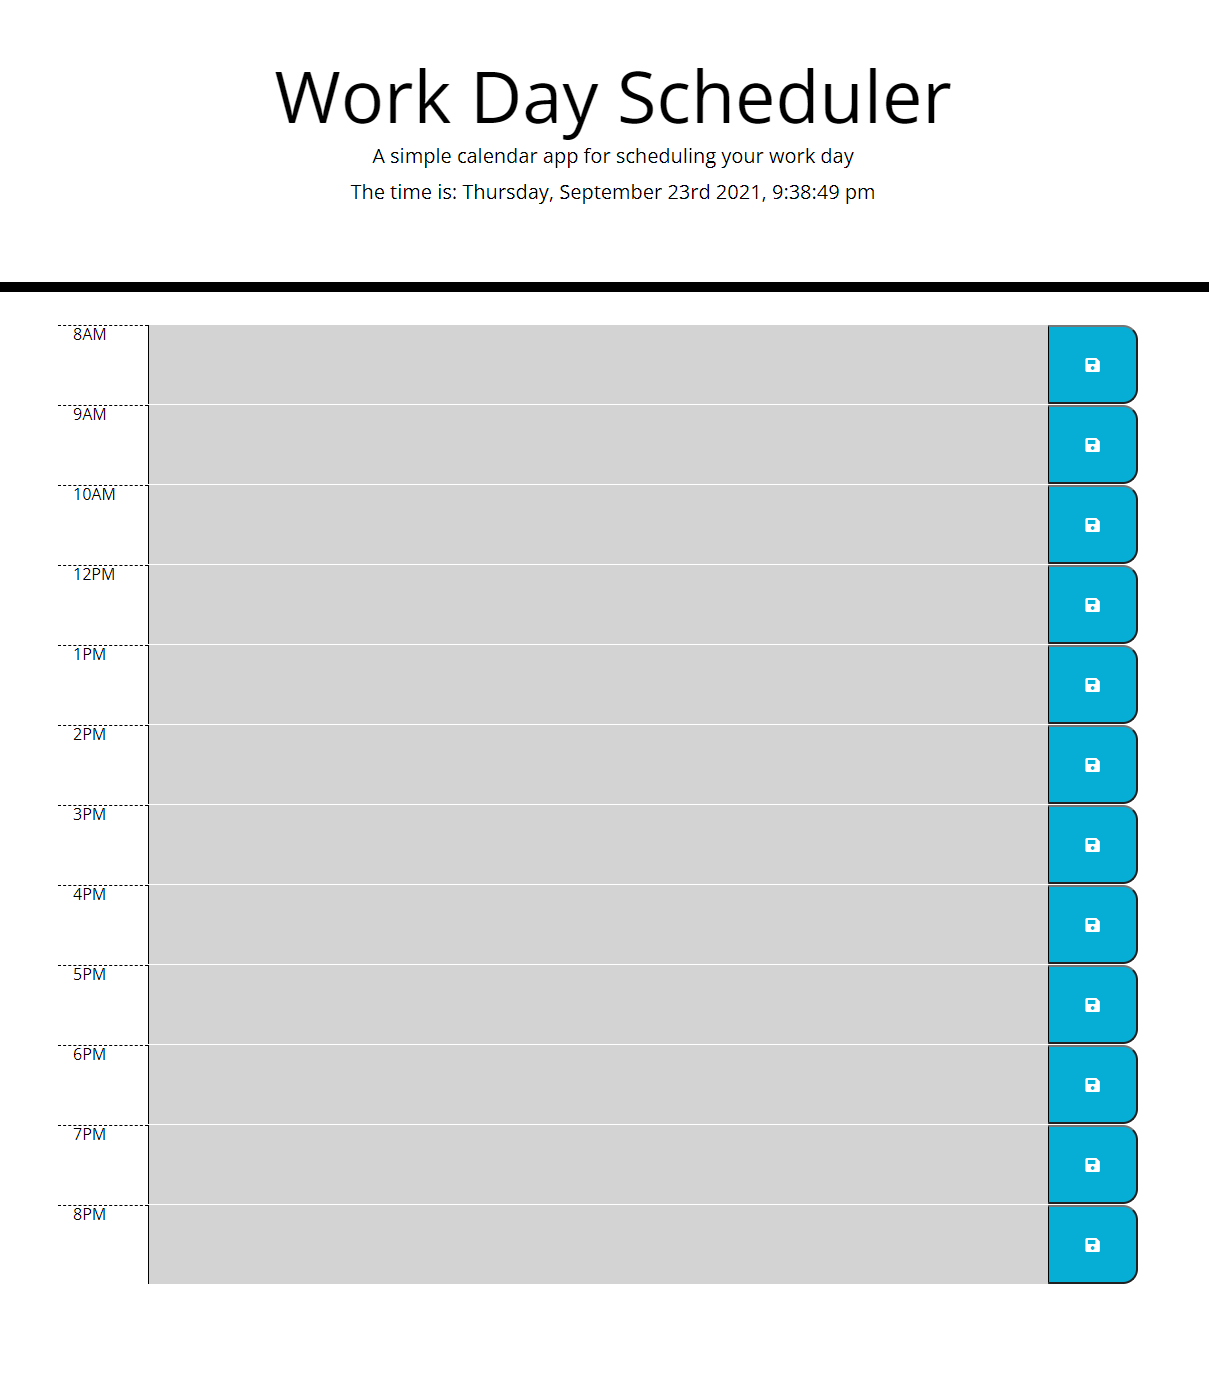 Work Day Scheduler
A simple calendar app for scheduling your work day
The time is: Thursday, September 23rd 2021, 9:38:49 pm
8AM
9AM
10AM
12PM
1PM
2PM
3PM
4PM
5PM
6PM
7PM
8PM